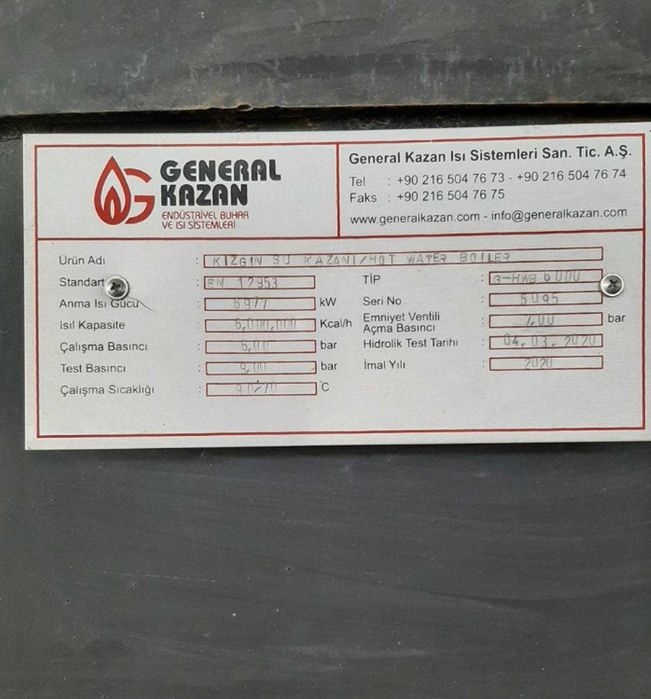 GENERAL
KAZAN
ENDÜSTRİYEL BUHAR
VE ISI SİSTEMLERİ
General Kazan Isı Sistemleri San. Tic. A.Ş.
Tel : +90 216 504 76 73 - +90 216 504 76 74
Faks : +90 216 504 76 75
www.generalkazan.com - info@generalkazan.com
Ürün Adı : KIZGIN SU KAZANI/HOT WATER BOILER
Standart : EN 12953
Anma Isı Gücü : 6977 kW
Isıl Kapasite : 6,000,000 Kcal/h
Çalışma Basıncı : 6,00 bar
Test Basıncı : 9,00 bar
Çalışma Sıcaklığı : 90/70 °C
TİP : G-HWB 6000
Seri No : 5095
Emniyet Ventili
Açma Basıncı : 7,00 bar
Hidrolik Test Tarihi : 04.03.2020
İmal Yılı : 2020